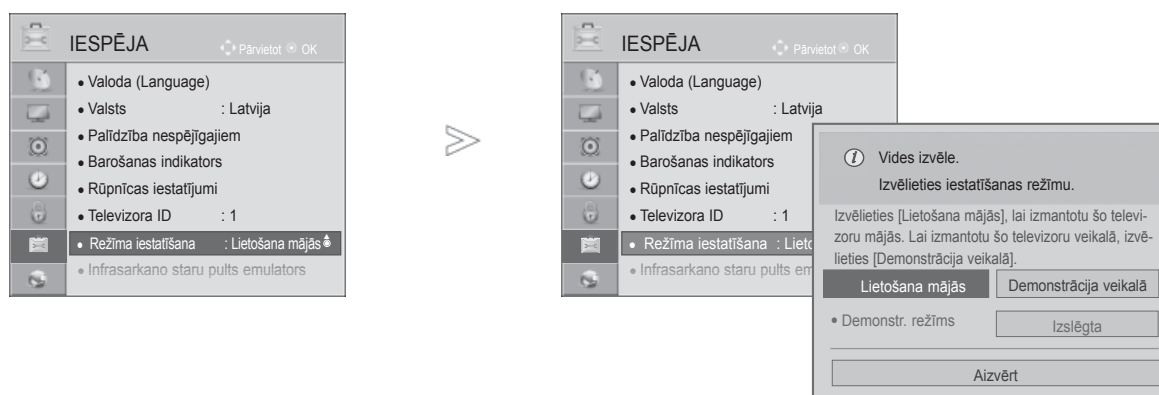 IESPĒJA
Pārvietot OK
• Valoda (Language)
• Valsts : Latvija
• Palīdzība nespējīgajiem
• Barošanas indikators
• Rūpnīcas iestatījumi
• Televizora ID : 1
• Režīma iestatīšana : Lietošana mājās
• Infrasarkano staru pults emulators
IESPĒJA
Pārvietot OK
• Valoda (Language)
• Valsts : Latvija
• Palīdzība nespējīgajiem
• Barošanas indikators
• Rūpnīcas iestatījumi
• Televizora ID : 1
• Režīma iestatīšana : Lieto
• Infrasarkano staru pults em
Vides izvēle.
Izvēlieties iestatīšanas režīmu.
Izvēlieties [Lietošana mājās], lai izmantotu šo televi-
zoru mājās. Lai izmantotu šo televizoru veikalā, izvē-
lieties [Demonstrācija veikalā].
Lietošana mājās Demonstrācija veikalā
• Demonstr. režīms Izslēgta
Aizvērt